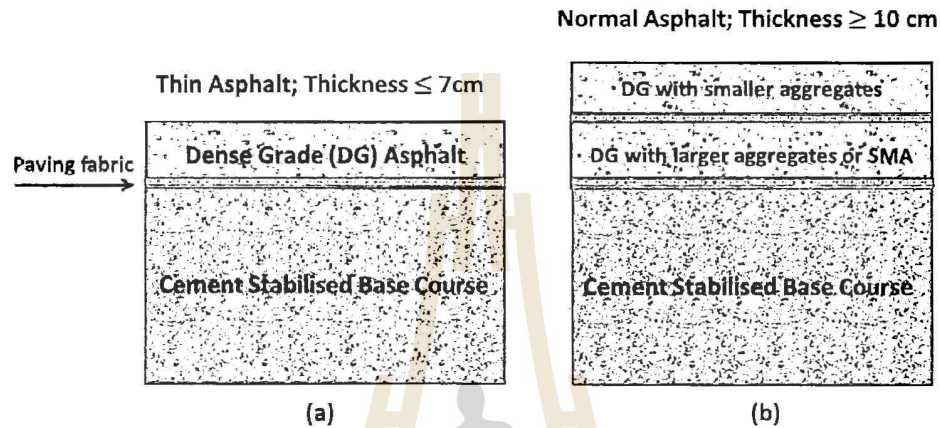 Normal Asphalt; Thickness ≥ 10 cm
Thin Asphalt; Thickness ≤ 7cm
DG with smaller aggregates
Dense Grade (DG) Asphalt
DG with larger aggregates or SMA
Paving fabric
Cement Stabilised Base Course
Cement Stabilised Base Course
(a)
(b)